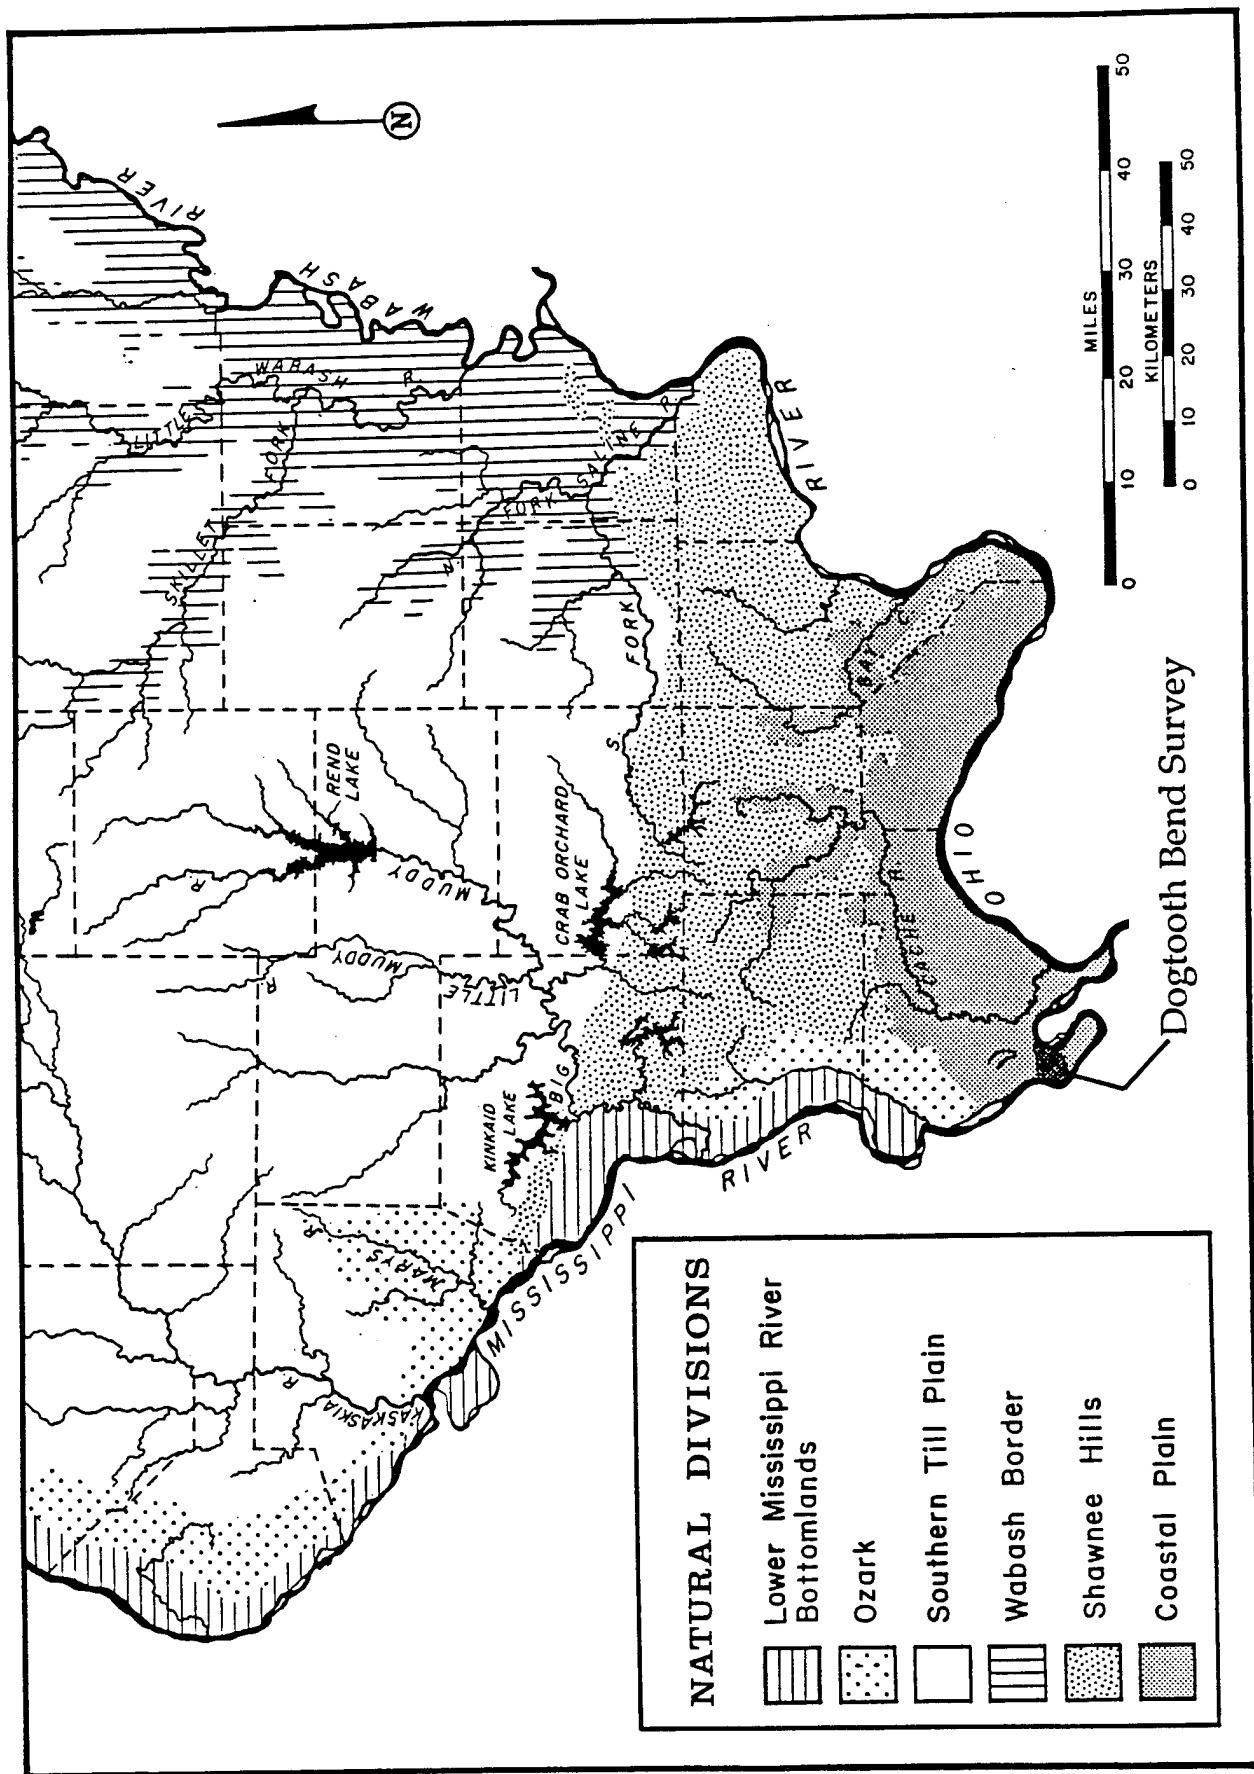 N
RIVER
WABASH
LITTLE
WABASH
R.
SKILLET
FORK
N.
FORK
SALINE
R.
S.
FORK
REND
LAKE
R
MUDDY
R
MUDDY
LITTLE
CRAB ORCHARD
LAKE
KINKAID
LAKE
BIG
MARYS
R
KASKASKIA
R
MISSISSIPPI
RIVER
OHIO
RIVER
BAY
CR.
CACHE
R.
MILES
0 10 20 30 40 50
KILOMETERS
0 10 20 30 40 50
Dogtooth Bend Survey
NATURAL DIVISIONS
Lower Mississippi River
Bottomlands
Ozark
Southern Till Plain
Wabash Border
Shawnee Hills
Coastal Plain